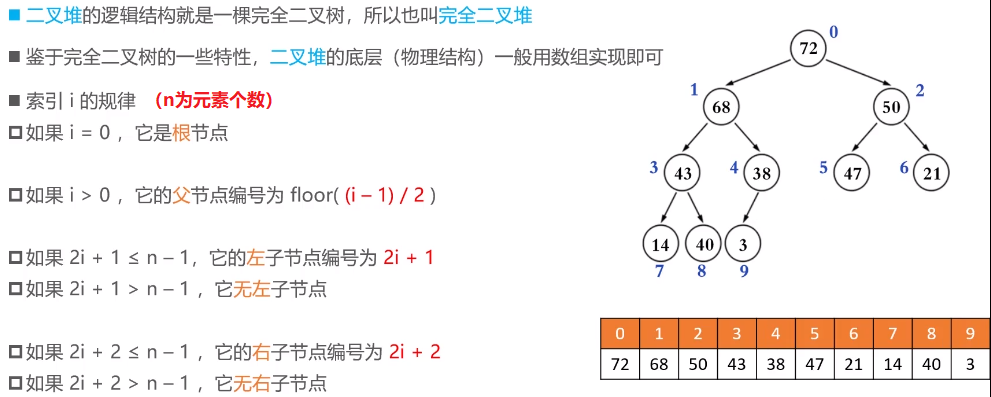 ■ 二叉堆的逻辑结构就是一棵完全二叉树，所以也叫完全二叉堆
■ 鉴于完全二叉树的一些特性，二叉堆的底层（物理结构）一般用数组实现即可
■ 索引 i 的规律 （n为元素个数）
□ 如果 i = 0 ，它是根节点
□ 如果 i > 0 ，它的父节点编号为 floor( (i – 1) / 2 )
□ 如果 2i + 1 ≤ n – 1，它的左子节点编号为 2i + 1
□ 如果 2i + 1 > n – 1 ，它无左子节点
□ 如果 2i + 2 ≤ n – 1 ，它的右子节点编号为 2i + 2
□ 如果 2i + 2 > n – 1 ，它无右子节点
0
72
1 2
68 50
3 4 5 6
43 38 47 21
14 40 3
7 8 9
0 1 2 3 4 5 6 7 8 9
72 68 50 43 38 47 21 14 40 3